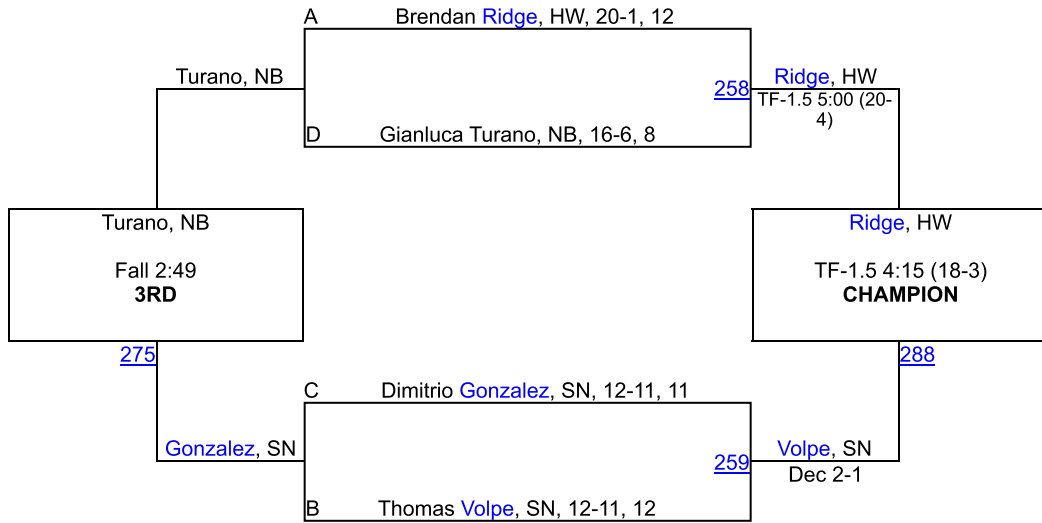 A Brendan Ridge, HW, 20-1, 12
Turano, NB
258
Ridge, HW
TF-1.5 5:00 (20-
4)
D Gianluca Turano, NB, 16-6, 8
Turano, NB
Fall 2:49
3RD
Ridge, HW
TF-1.5 4:15 (18-3)
CHAMPION
275
288
C Dimitrio Gonzalez, SN, 12-11, 11
Gonzalez, SN
259
Volpe, SN
Dec 2-1
B Thomas Volpe, SN, 12-11, 12